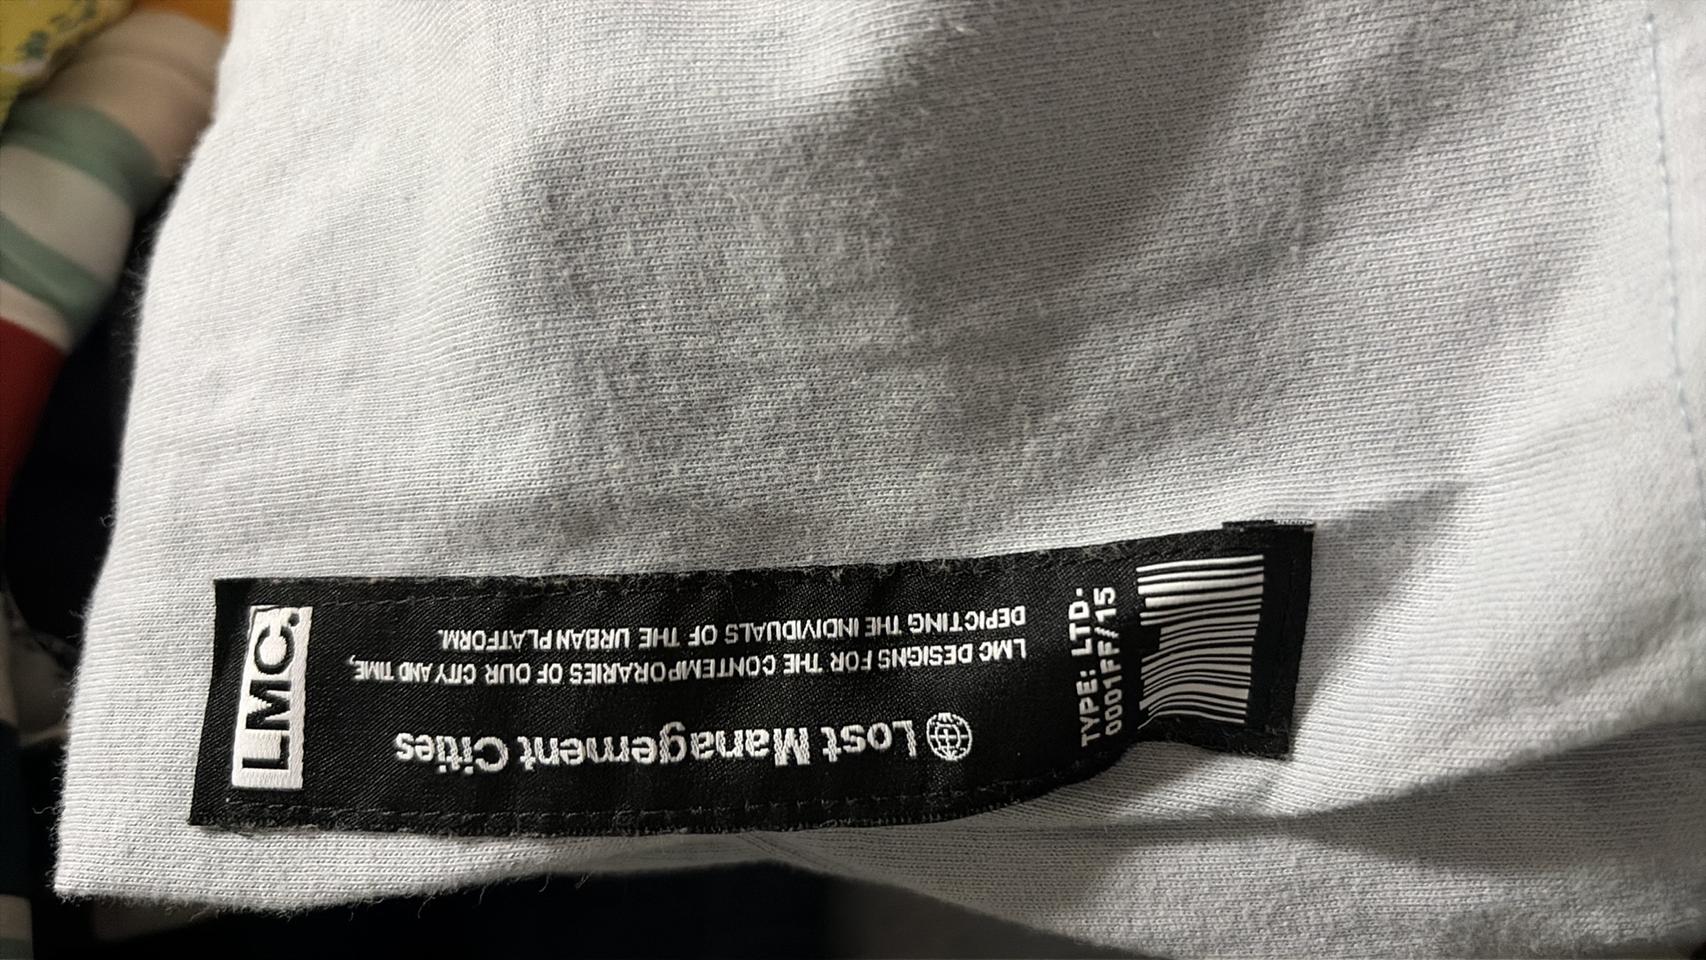 Lost Management Cities
LMC DESIGNS FOR THE CONTEMPORARIES OF OUR CITY AND TIME,
DEPICTING THE INDIVIDUALS OF THE URBAN PLATFORM.
TYPE: LTD.
0001FF/15
LMC.